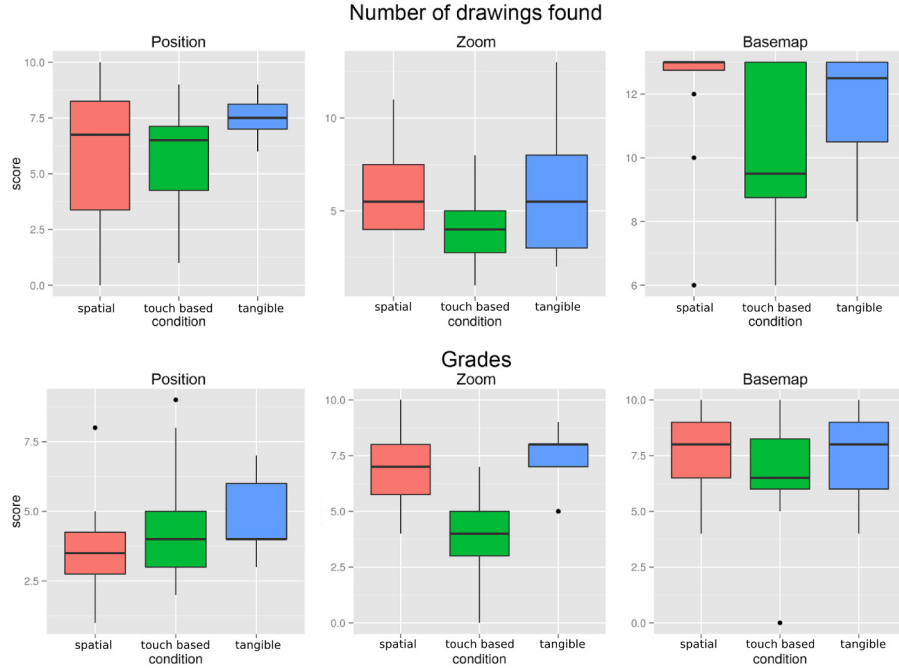 Number of drawings found
Position
Zoom
Basemap
score
10.0
7.5
5.0
2.5
0.0
10
5
12
10
8
6
spatial touch based tangible
condition
spatial touch based tangible
condition
spatial touch based tangible
condition
Grades
Position
Zoom
Basemap
score
7.5
5.0
2.5
10.0
7.5
5.0
2.5
0.0
10.0
7.5
5.0
2.5
0.0
spatial touch based tangible
condition
spatial touch based tangible
condition
spatial touch based tangible
condition